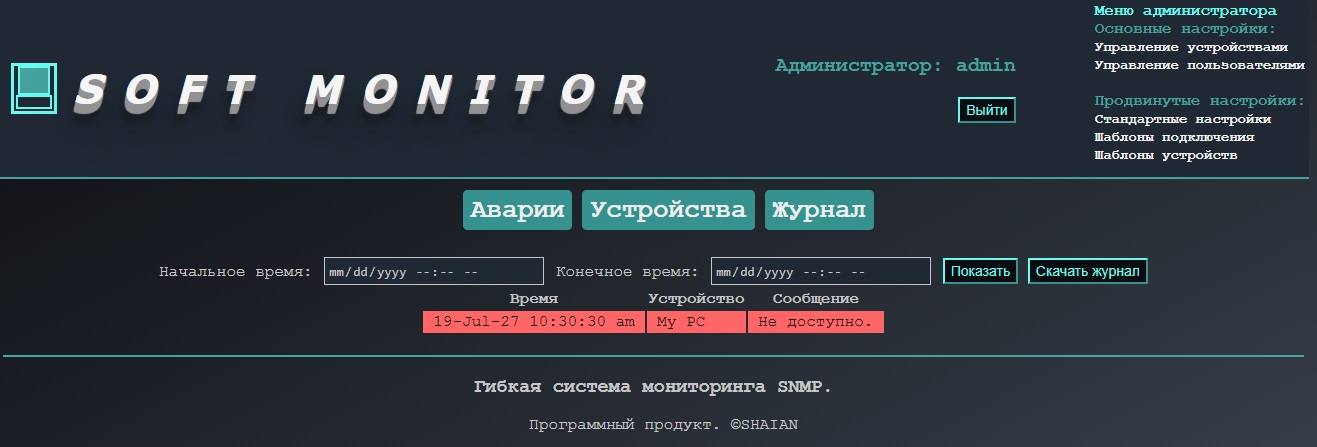 SOFT MONITOR
Администратор: admin
Выйти
Меню администратора
Основные настройки:
Управление устройствами
Управление пользователями
Продвинутые настройки:
Стандартные настройки
Шаблоны подключения
Шаблоны устройств
Аварии Устройства Журнал
Начальное время: mm/dd/yyyy --:-- -- Конечное время: mm/dd/yyyy --:-- -- Показать Скачать журнал
Время Устройство Сообщение
19-Jul-27 10:30:30 am My PC Не доступно.
Гибкая система мониторинга SNMP.
Программный продукт. ©SHAIAN